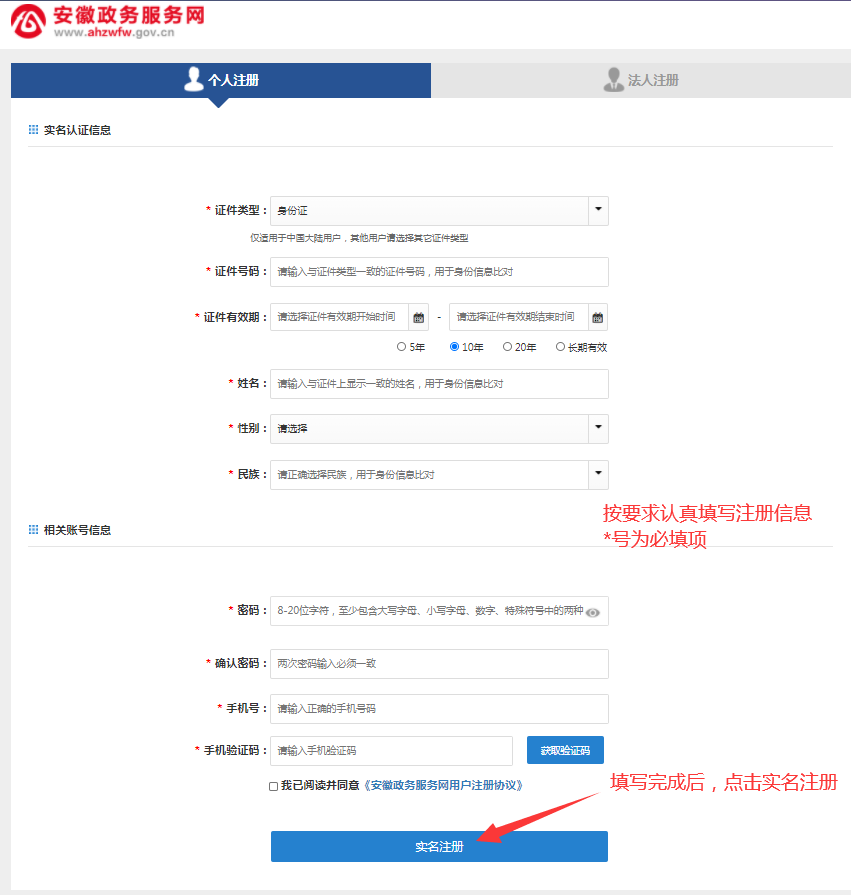 安徽政务服务网
www.ahzwfw.gov.cn
个人注册
法人注册
实名认证信息
* 证件类型：
身份证
仅适用于中国大陆用户，其他用户请选择其它证件类型
* 证件号码：
请输入与证件类型一致的证件号码，用于身份信息比对
* 证件有效期：
请选择证件有效期开始时间
-
请选择证件有效期结束时间
5年
10年
20年
长期有效
* 姓名：
请输入与证件上显示一致的姓名，用于身份信息比对
* 性别：
请选择
* 民族：
请正确选择民族，用于身份信息比对
按要求认真填写注册信息
*号为必填项
相关账号信息
* 密码：
8-20位字符，至少包含大写字母、小写字母、数字、特殊符号中的两种
* 确认密码：
两次密码输入必须一致
* 手机号：
请输入正确的手机号码
* 手机验证码：
请输入手机验证码
获取验证码
我已阅读并同意《安徽政务服务网用户注册协议》
填写完成后，点击实名注册
实名注册